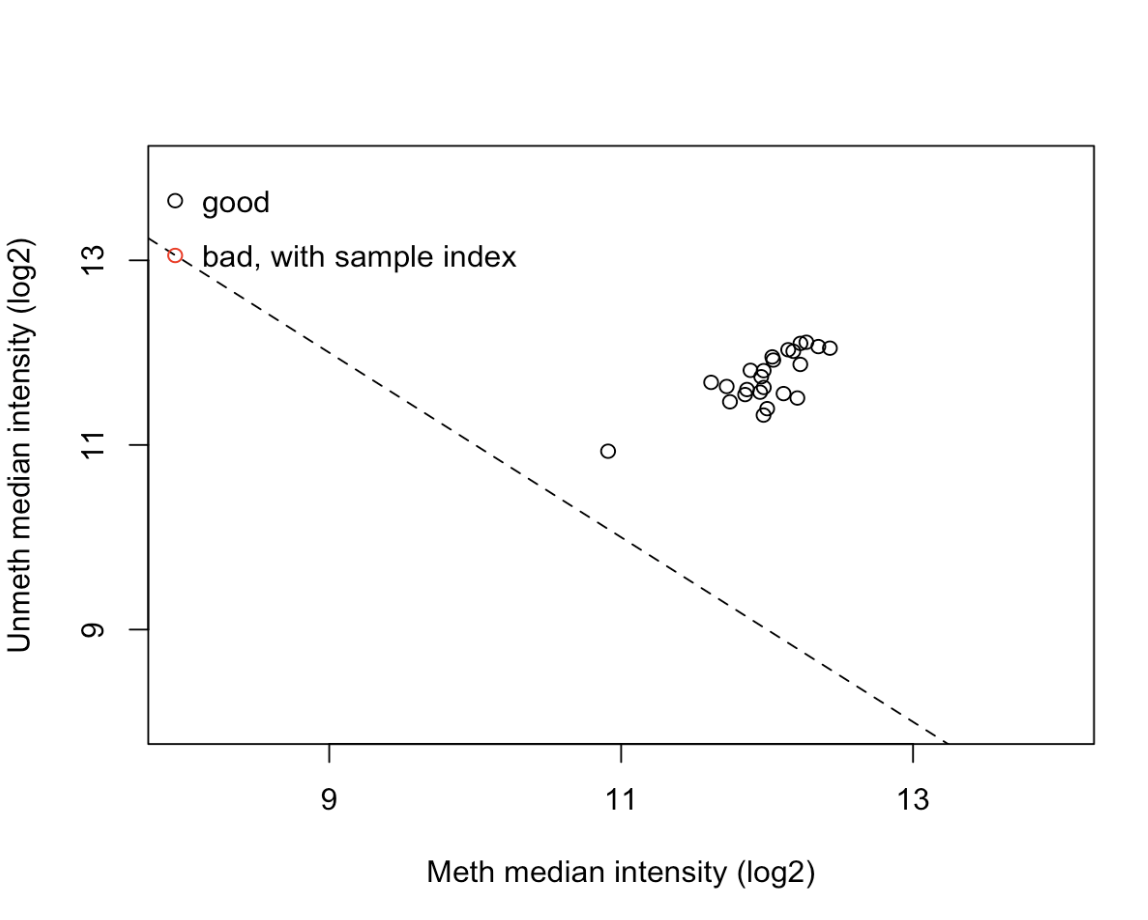 good
bad, with sample index
13
11
9
Unmeth median intensity (log2)
9
11
13
Meth median intensity (log2)